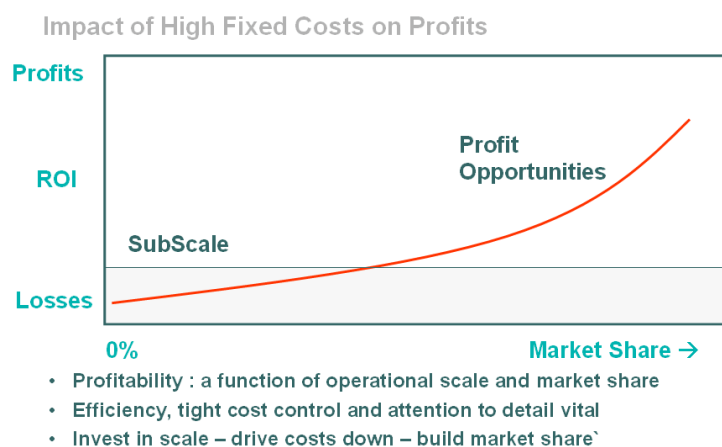 Impact of High Fixed Costs on Profits
Profits
Profit
Opportunities
ROI
SubScale
Losses
0%
Market Share →
• Profitability : a function of operational scale and market share
• Efficiency, tight cost control and attention to detail vital
• Invest in scale – drive costs down – build market share`